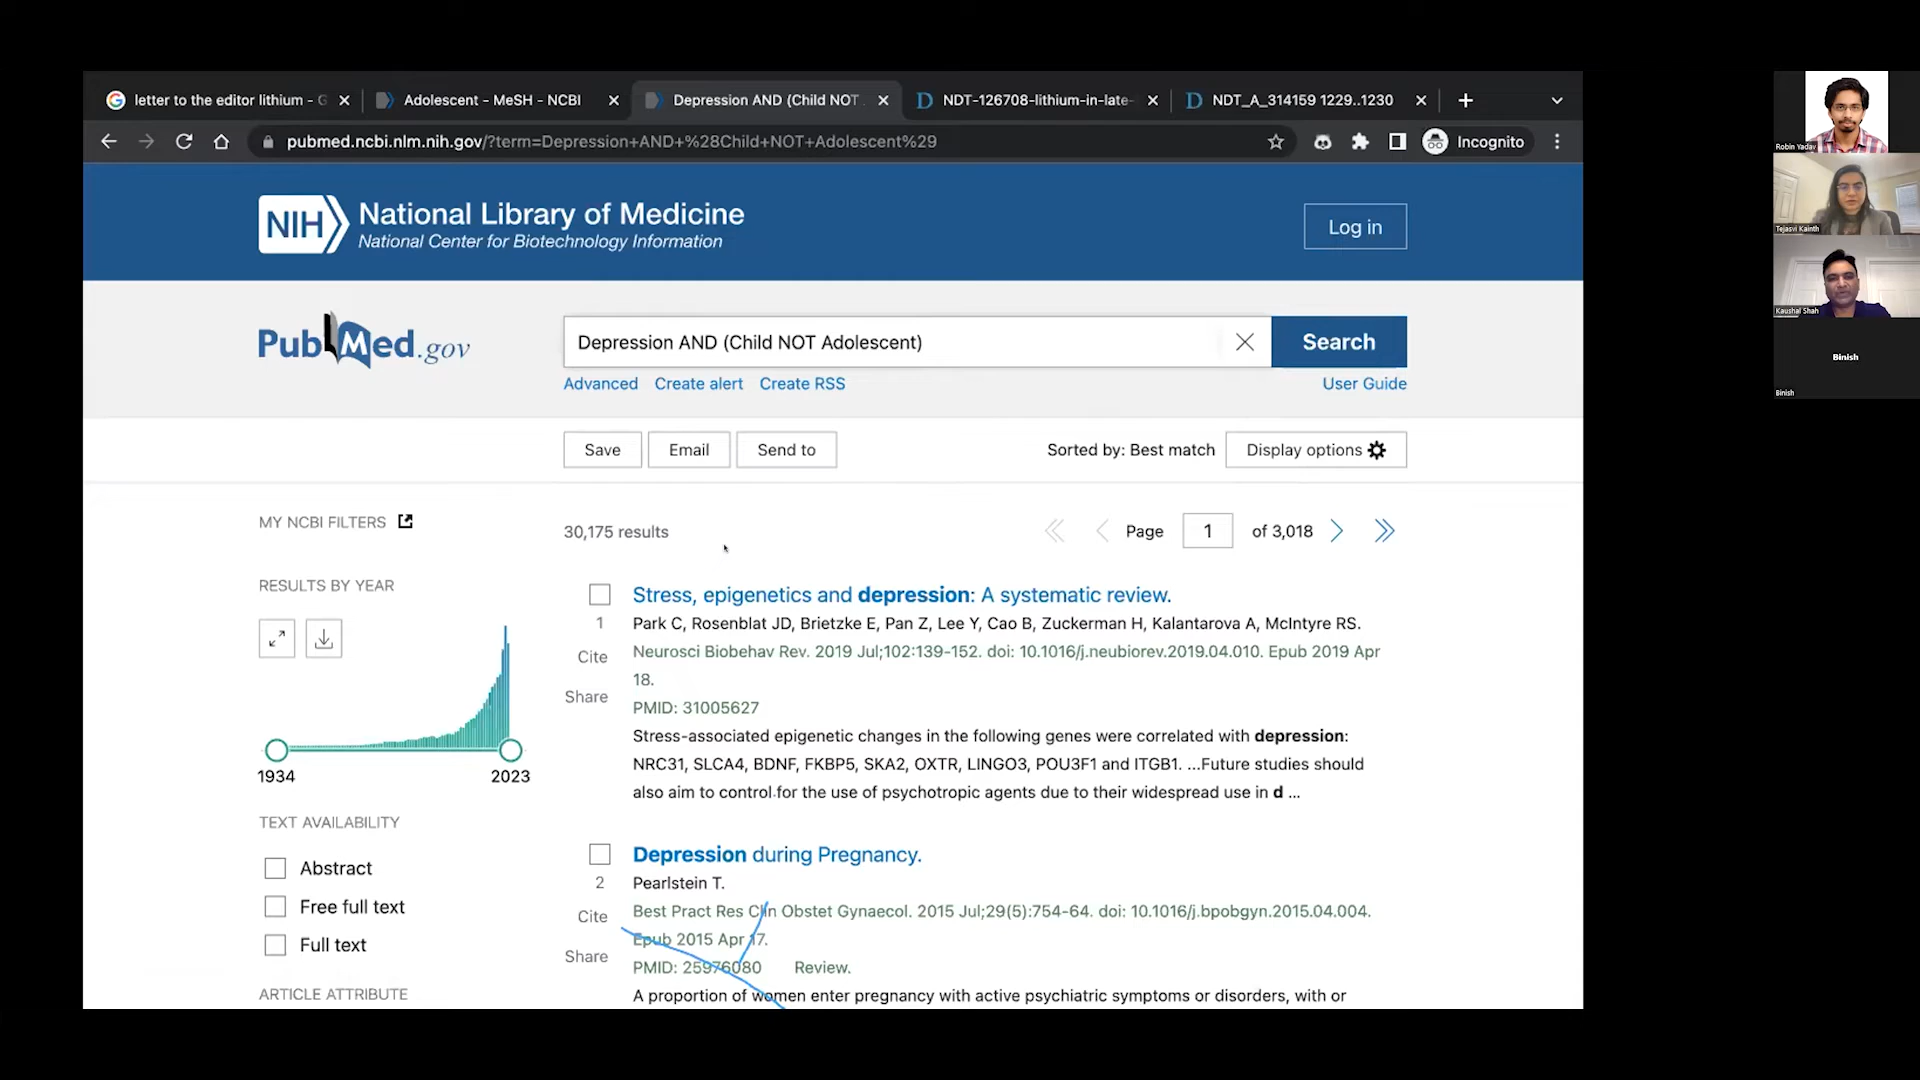 letter to the editor lithium - G
Adolescent - MeSH - NCBI
Depression AND (Child NOT
NDT-126708-lithium-in-late-
NDT_A_314159 1229..1230
pubmed.ncbi.nlm.nih.gov/?term=Depression+AND+%28Child+NOT+Adolescent%29
Incognito
NIH
National Library of Medicine
National Center for Biotechnology Information
Log in
PubMed.gov
Depression AND (Child NOT Adolescent)
Search
Advanced
Create alert
Create RSS
User Guide
Save
Email
Send to
Sorted by: Best match
Display options
MY NCBI FILTERS
30,175 results
Page
1
of 3,018
RESULTS BY YEAR
1934
2023
TEXT AVAILABILITY
Abstract
Free full text
Full text
ARTICLE ATTRIBUTE
Stress, epigenetics and depression: A systematic review.
1
Park C, Rosenblat JD, Brietzke E, Pan Z, Lee Y, Cao B, Zuckerman H, Kalantarova A, McIntyre RS.
Cite
Neurosci Biobehav Rev. 2019 Jul;102:139-152. doi: 10.1016/j.neubiorev.2019.04.010. Epub 2019 Apr
18.
Share
PMID: 31005627
Stress-associated epigenetic changes in the following genes were correlated with depression:
NRC31, SLCA4, BDNF, FKBP5, SKA2, OXTR, LINGO3, POU3F1 and ITGB1. ...Future studies should
also aim to control for the use of psychotropic agents due to their widespread use in d ...
Depression during Pregnancy.
2
Pearlstein T.
Cite
Best Pract Res Clin Obstet Gynaecol. 2015 Jul;29(5):754-64. doi: 10.1016/j.bpobgyn.2015.04.004.
Epub 2015 Apr 17.
Share
PMID: 25976080
Review.
A proportion of women enter pregnancy with active psychiatric symptoms or disorders, with or
Robin Yadav
Tejasvi Kainth
Kaushal Shah
Binish
Binish